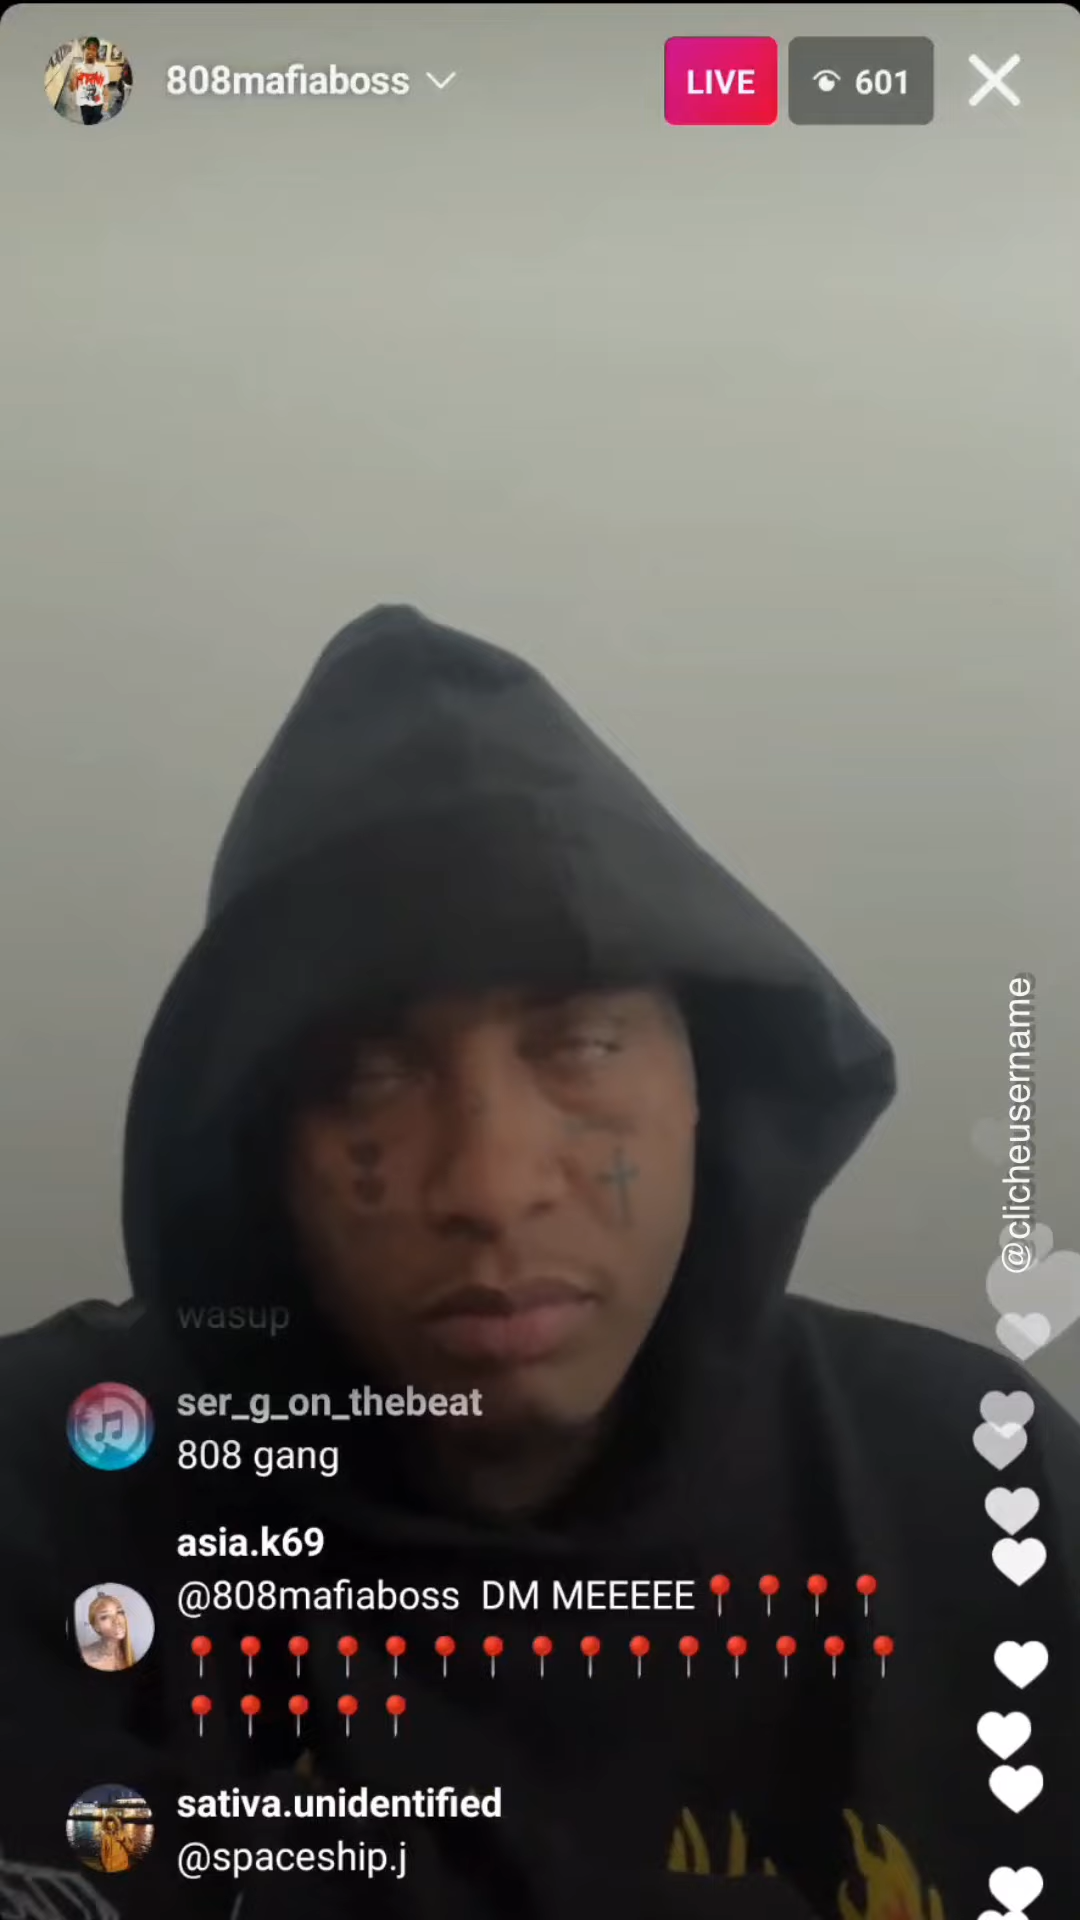 808mafiaboss
LIVE
601
@clicheusername
wasup
ser_g_on_thebeat
808 gang
asia.k69
@808mafiaboss DM MEEEEE📍📍📍📍
📍📍📍📍📍📍📍📍📍📍📍📍📍📍📍
📍📍📍📍📍
sativa.unidentified
@spaceship.j